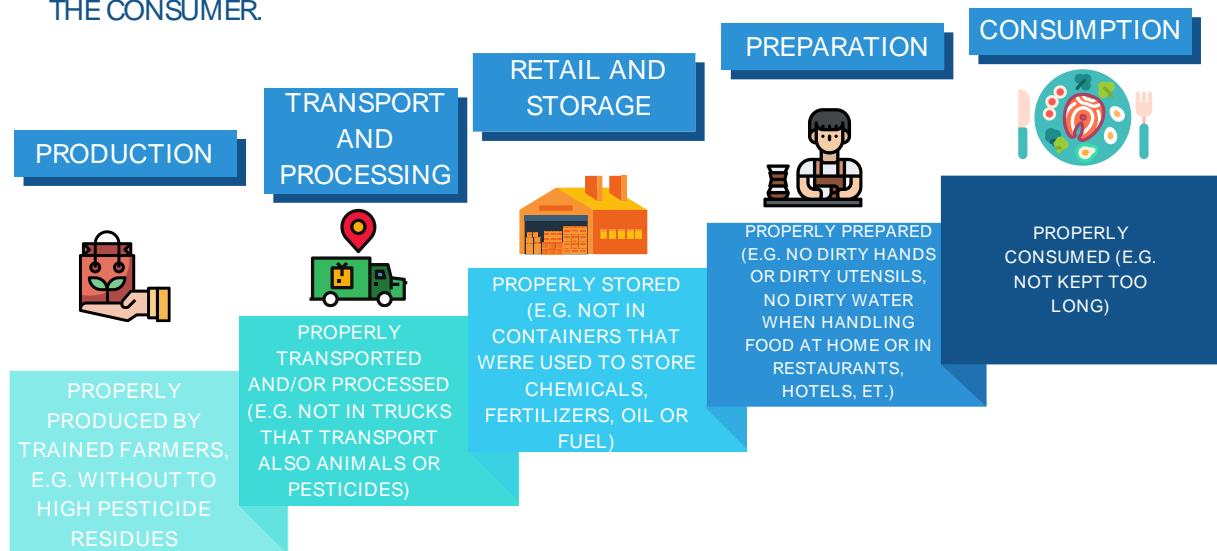 THE CONSUMER.
PRODUCTION
PROPERLY
PRODUCED BY
TRAINED FARMERS,
E.G. WITHOUT TO
HIGH PESTICIDE
RESIDUES
TRANSPORT
AND
PROCESSING
PROPERLY
TRANSPORTED
AND/OR PROCESSED
(E.G. NOT IN TRUCKS
THAT TRANSPORT
ALSO ANIMALS OR
PESTICIDES)
RETAIL AND
STORAGE
PROPERLY STORED
(E.G. NOT IN
CONTAINERS THAT
WERE USED TO STORE
CHEMICALS,
FERTILIZERS, OIL OR
FUEL)
PREPARATION
PROPERLY PREPARED
(E.G. NO DIRTY HANDS
OR DIRTY UTENSILS,
NO DIRTY WATER
WHEN HANDLING
FOOD AT HOME OR IN
RESTAURANTS,
HOTELS, ET.)
CONSUMPTION
PROPERLY
CONSUMED (E.G.
NOT KEPT TOO
LONG)